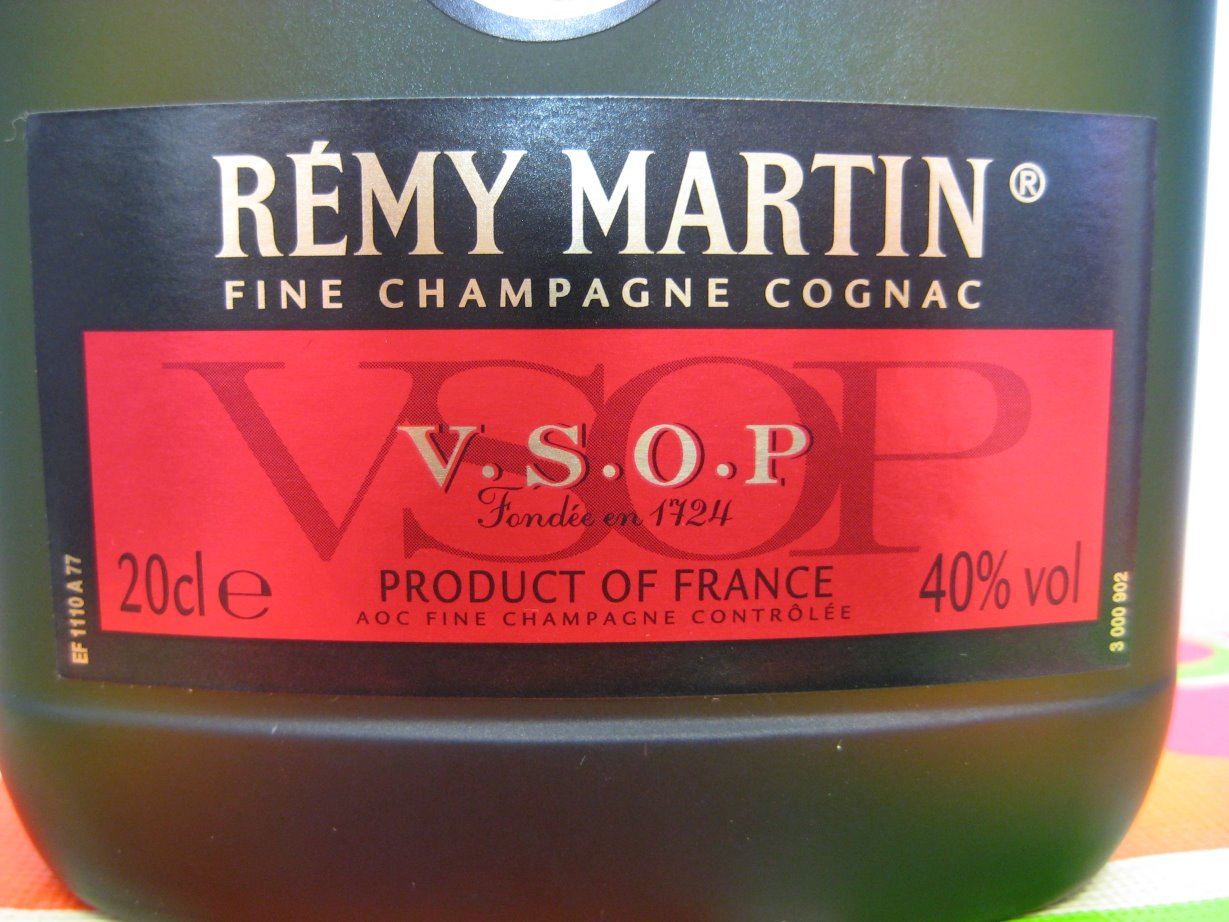 RÉMY MARTIN®
FINE CHAMPAGNE COGNAC
VSOP
V.S.O.P
Fondée en 1724
20cl e
PRODUCT OF FRANCE
40% vol
AOC FINE CHAMPAGNE CONTRÔLÉE
EF 1110 A 77
3 000 902